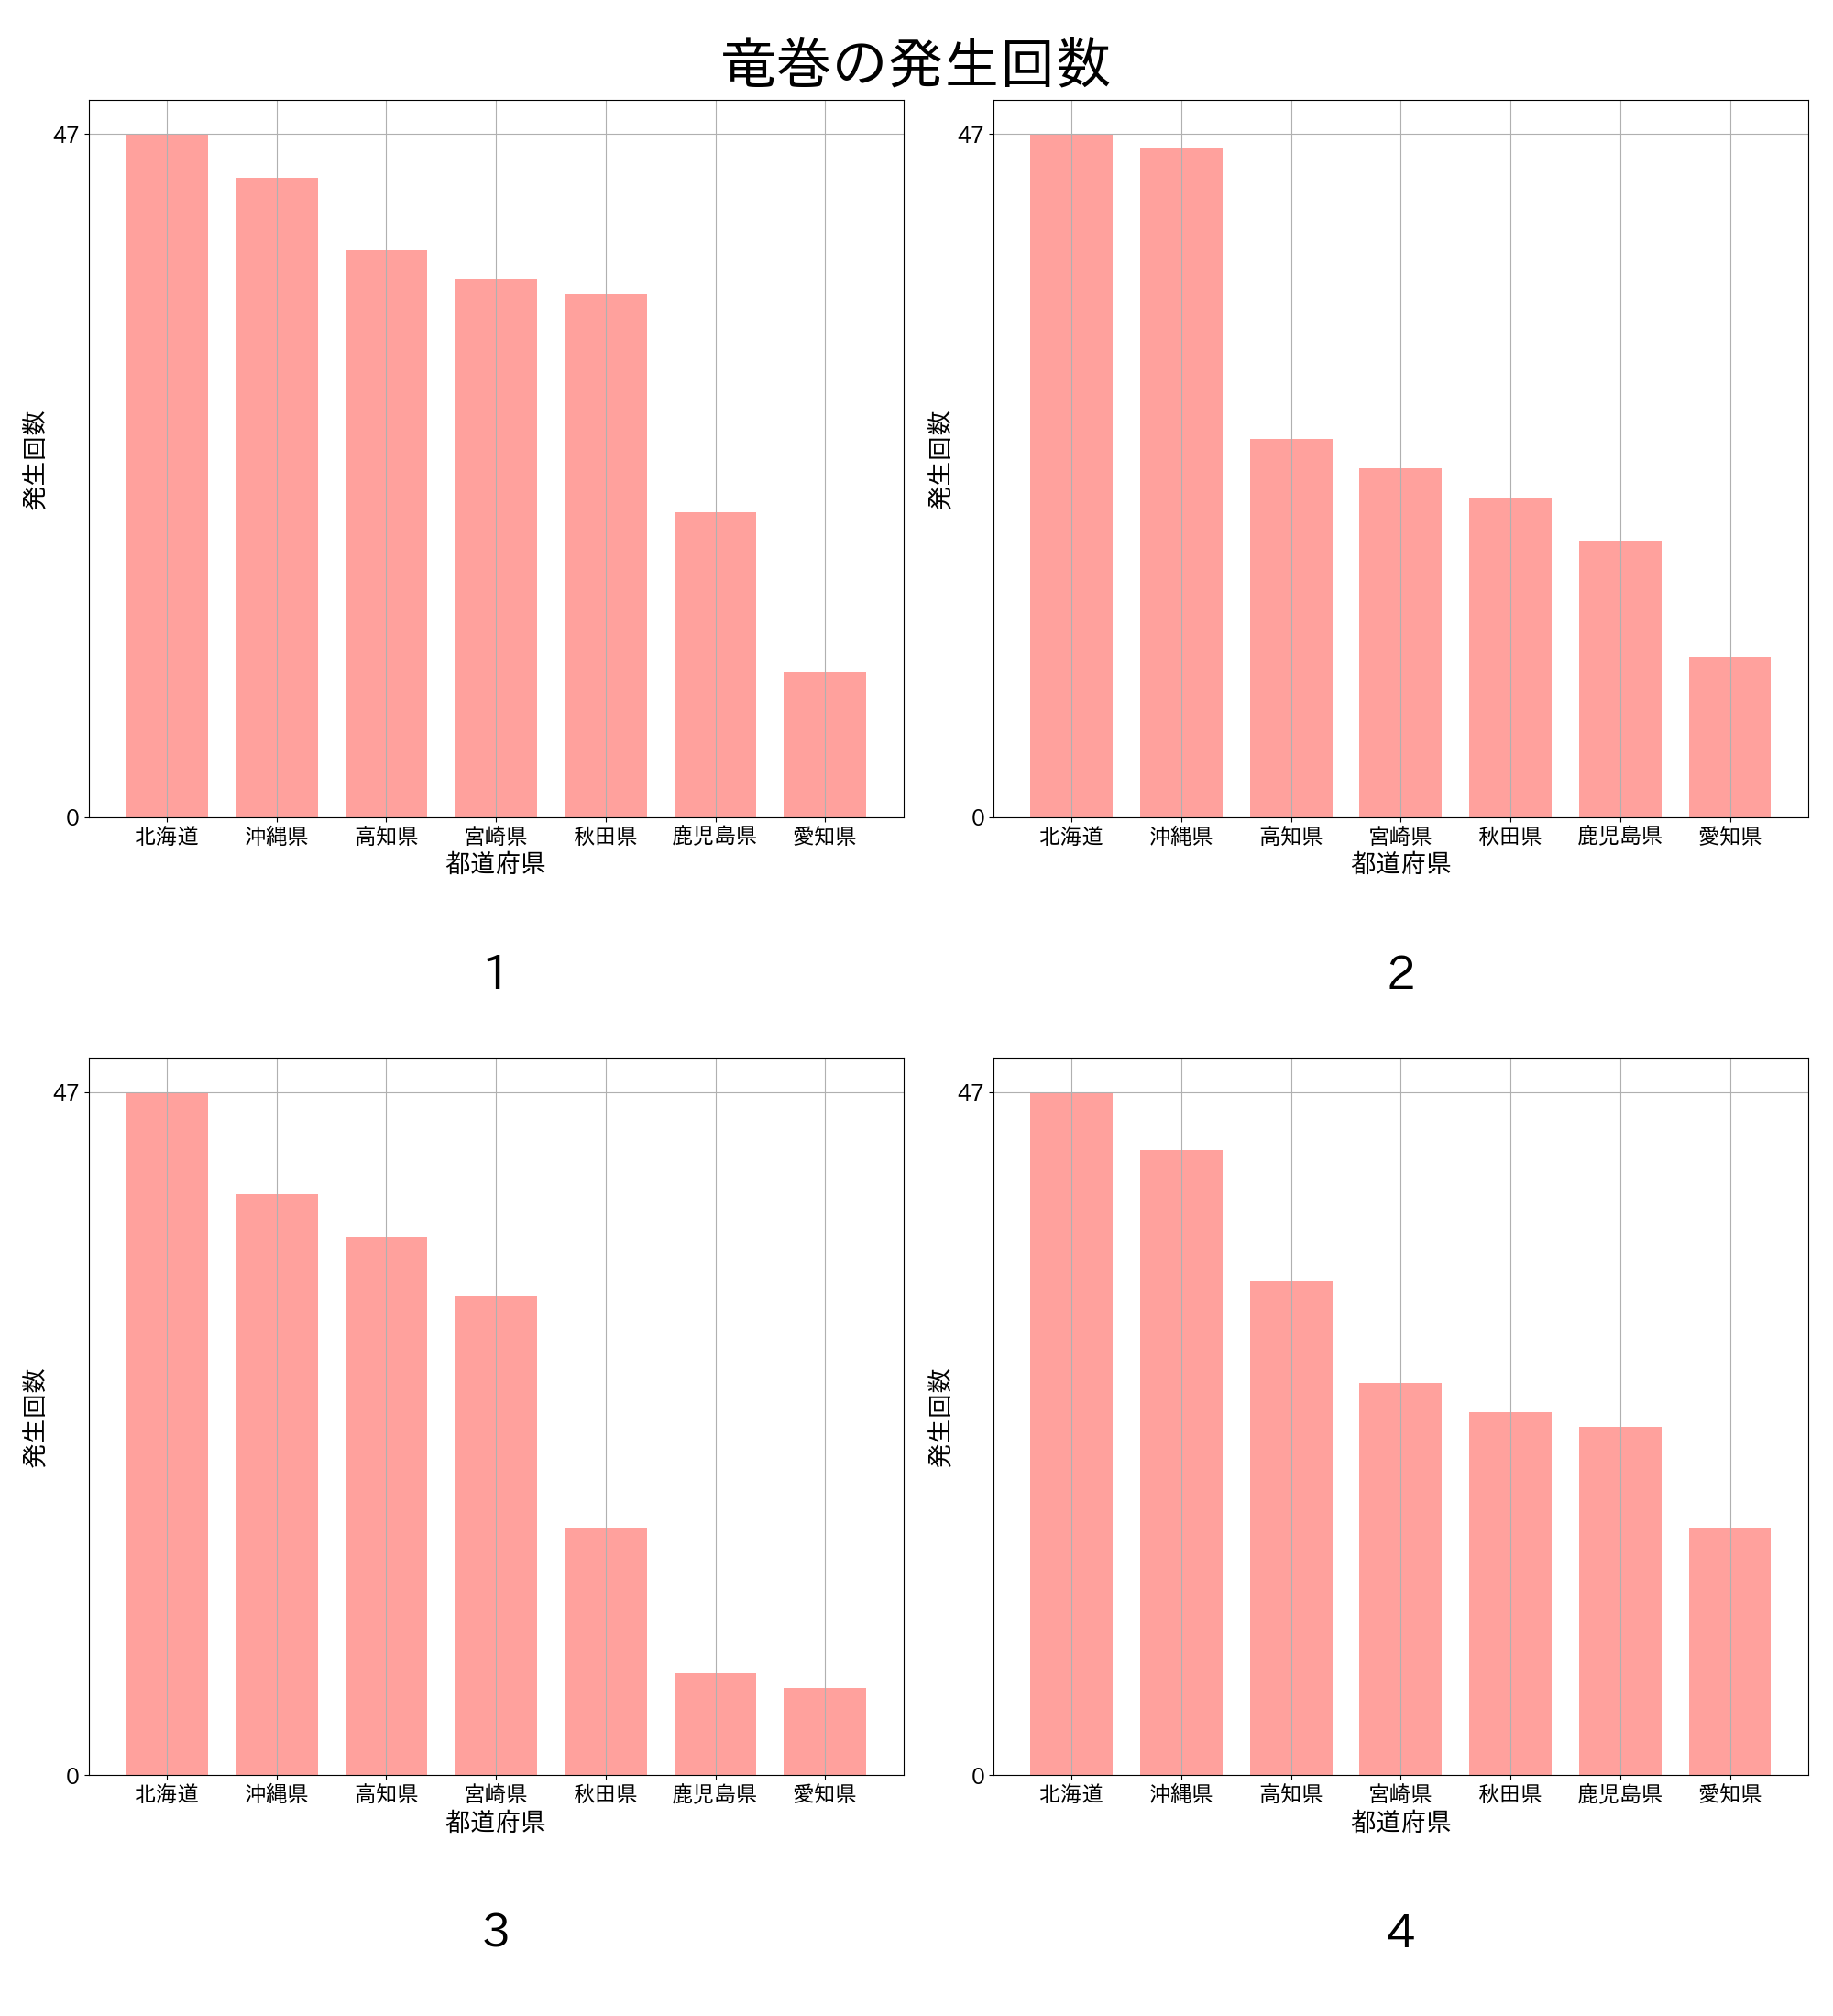 竜巻の発生回数
47
0
発生回数
北海道 沖縄県 高知県 宮崎県 秋田県 鹿児島県 愛知県
都道府県
1
47
0
発生回数
北海道 沖縄県 高知県 宮崎県 秋田県 鹿児島県 愛知県
都道府県
2
47
0
発生回数
北海道 沖縄県 高知県 宮崎県 秋田県 鹿児島県 愛知県
都道府県
3
47
0
発生回数
北海道 沖縄県 高知県 宮崎県 秋田県 鹿児島県 愛知県
都道府県
4